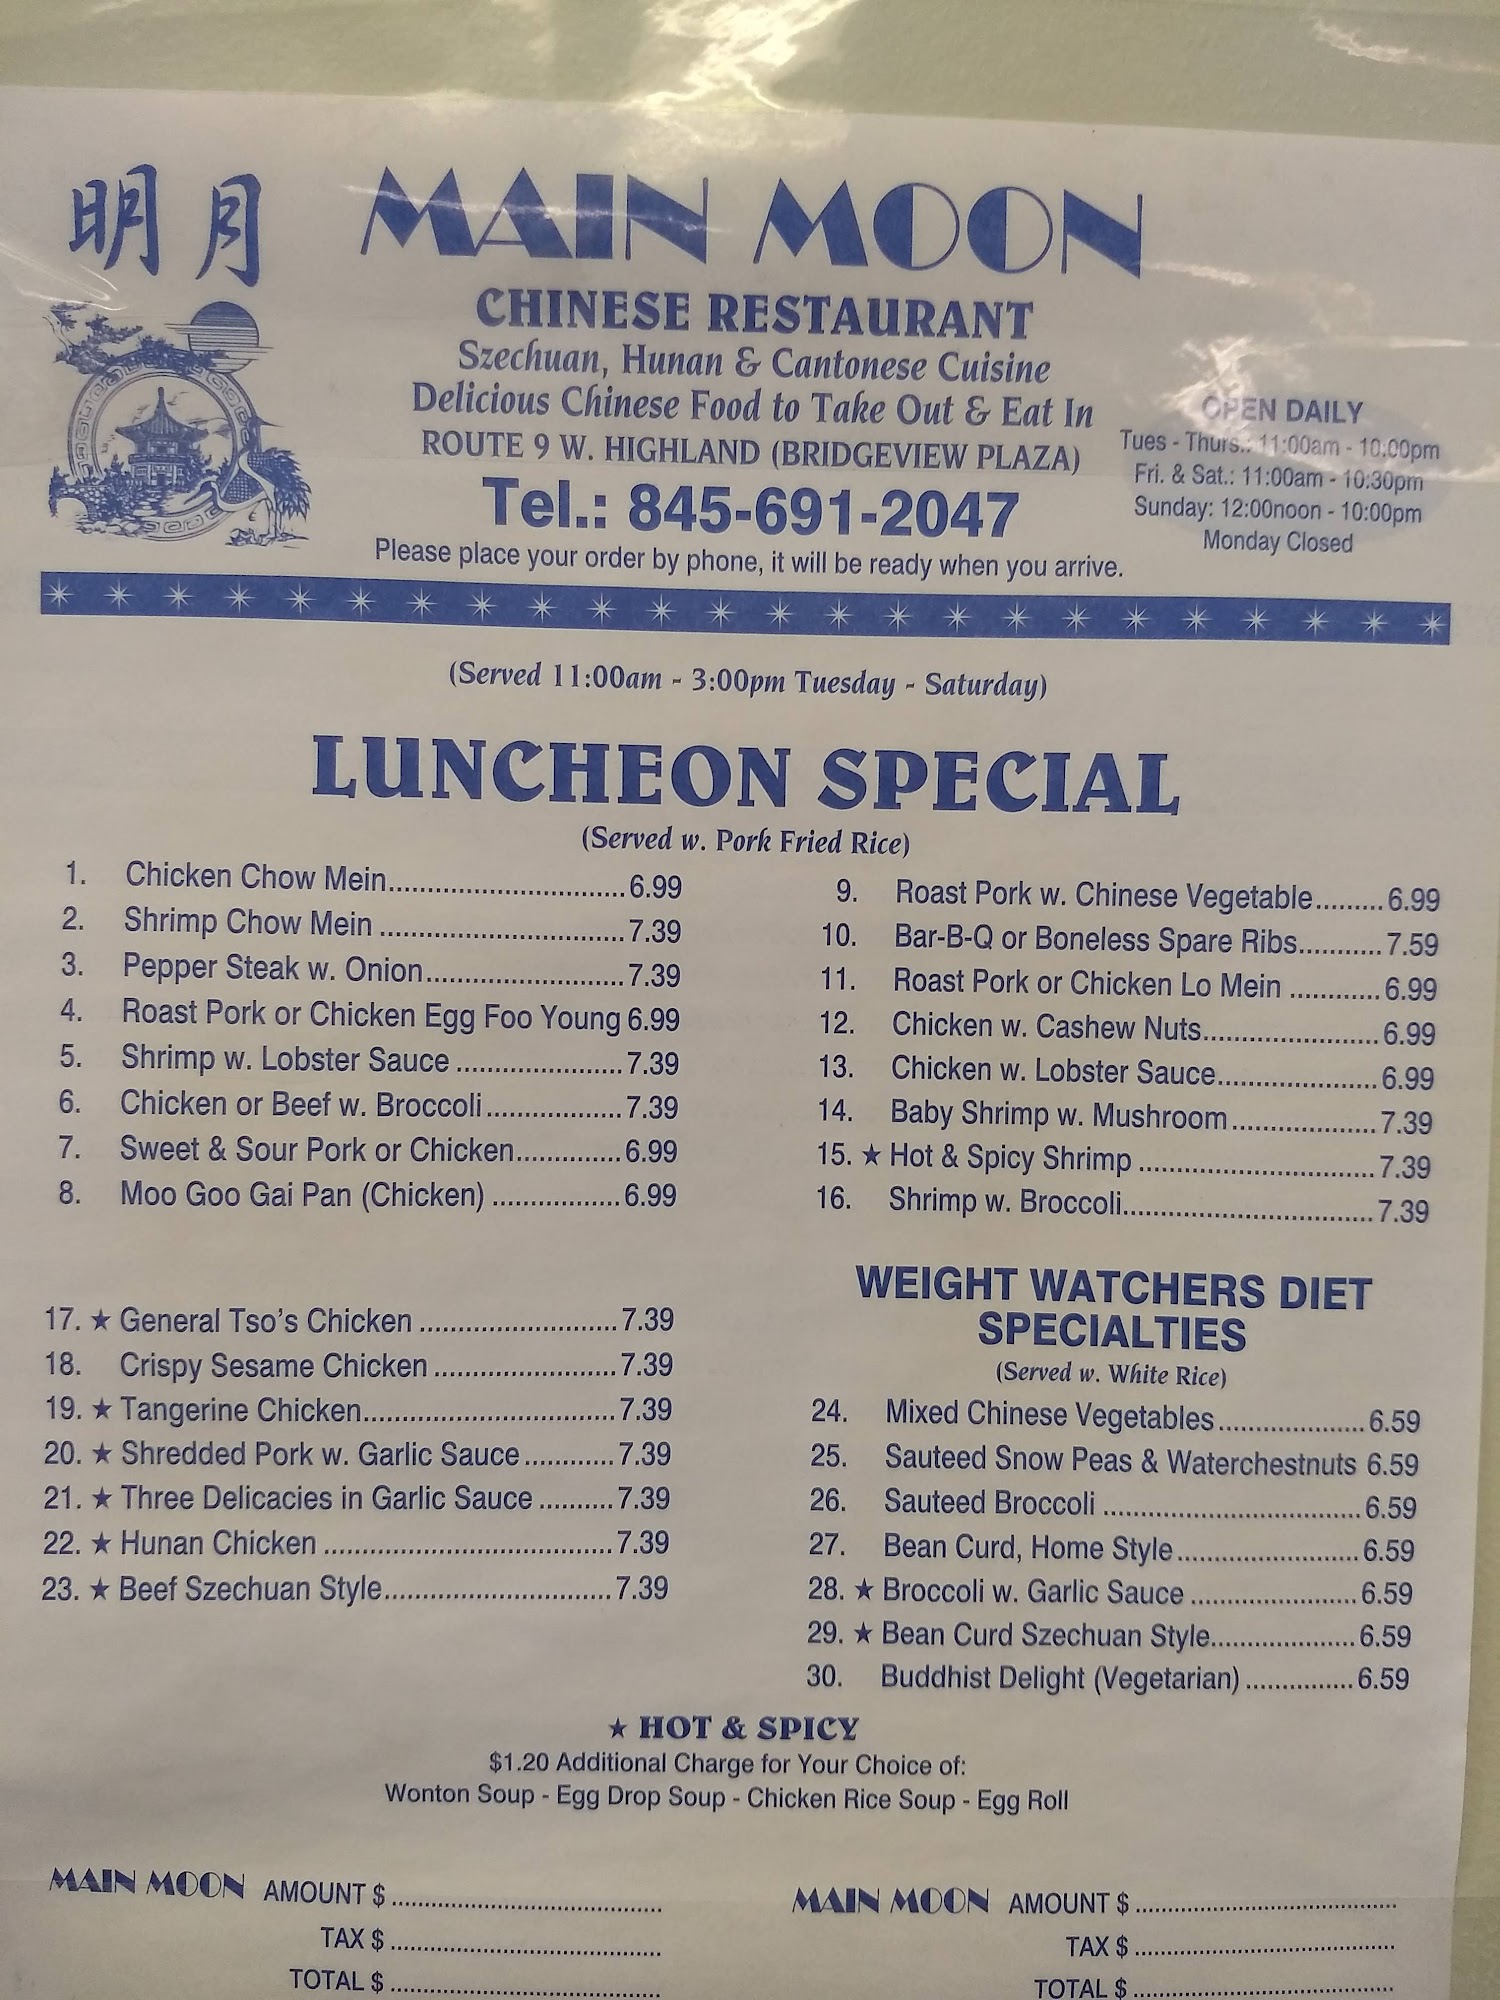 明月
MAIN MOON
CHINESE RESTAURANT
Szechuan, Hunan & Cantonese Cuisine
Delicious Chinese Food to Take Out & Eat In
ROUTE 9 W. HIGHLAND (BRIDGEVIEW PLAZA)
Tel.: 845-691-2047
Please place your order by phone, it will be ready when you arrive.
OPEN DAILY
Tues - Thurs.: 11:00am - 10:00pm
Fri. & Sat.: 11:00am - 10:30pm
Sunday: 12:00noon - 10:00pm
Monday Closed
(Served 11:00am - 3:00pm Tuesday - Saturday)
LUNCHEON SPECIAL
(Served w. Pork Fried Rice)
1. Chicken Chow Mein..............................6.99
2. Shrimp Chow Mein ................................7.39
3. Pepper Steak w. Onion..........................7.39
4. Roast Pork or Chicken Egg Foo Young 6.99
5. Shrimp w. Lobster Sauce ......................7.39
6. Chicken or Beef w. Broccoli..................7.39
7. Sweet & Sour Pork or Chicken..............6.99
8. Moo Goo Gai Pan (Chicken) .................6.99
9. Roast Pork w. Chinese Vegetable.........6.99
10. Bar-B-Q or Boneless Spare Ribs...........7.59
11. Roast Pork or Chicken Lo Mein ............6.99
12. Chicken w. Cashew Nuts.......................6.99
13. Chicken w. Lobster Sauce.....................6.99
14. Baby Shrimp w. Mushroom...................7.39
15. ★ Hot & Spicy Shrimp ...............................7.39
16. Shrimp w. Broccoli.................................7.39
17. ★ General Tso's Chicken ..........................7.39
18. Crispy Sesame Chicken ........................7.39
19. ★ Tangerine Chicken.................................7.39
20. ★ Shredded Pork w. Garlic Sauce............7.39
21. ★ Three Delicacies in Garlic Sauce ..........7.39
22. ★ Hunan Chicken ......................................7.39
23. ★ Beef Szechuan Style..............................7.39
WEIGHT WATCHERS DIET
SPECIALTIES
(Served w. White Rice)
24. Mixed Chinese Vegetables...................6.59
25. Sauteed Snow Peas & Waterchestnuts 6.59
26. Sauteed Broccoli ..................................6.59
27. Bean Curd, Home Style........................6.59
28. ★ Broccoli w. Garlic Sauce ......................6.59
29. ★ Bean Curd Szechuan Style...................6.59
30. Buddhist Delight (Vegetarian) ..............6.59
★ HOT & SPICY
$1.20 Additional Charge for Your Choice of:
Wonton Soup - Egg Drop Soup - Chicken Rice Soup - Egg Roll
MAIN MOON AMOUNT $ ....................................
TAX $ ....................................
TOTAL $ ....................................
MAIN MOON AMOUNT $ ....................................
TAX $ ....................................
TOTAL $ ....................................